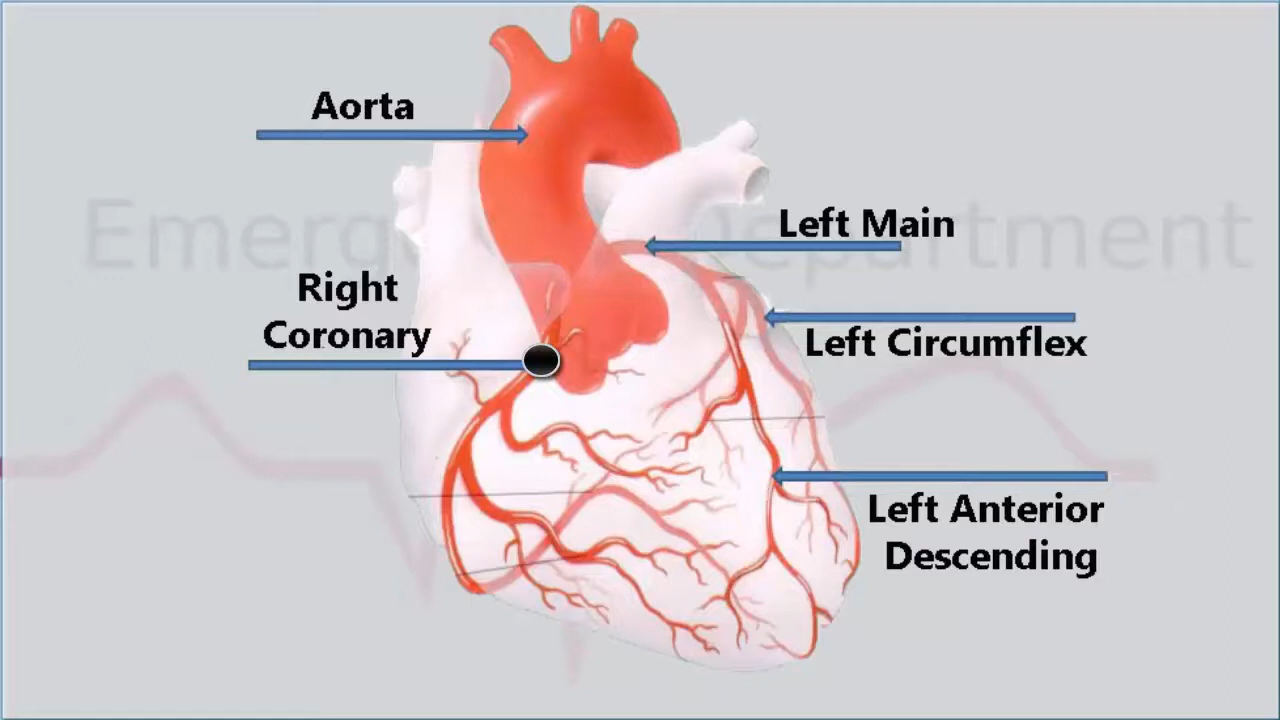 Aorta
Left Main
Right
Coronary
Left Circumflex
Left Anterior
Descending